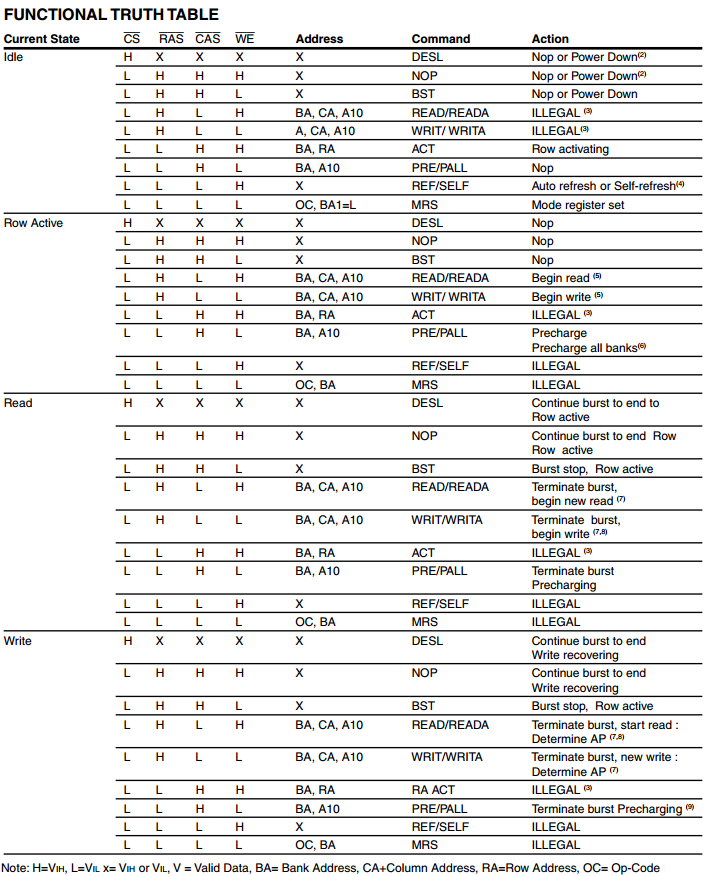 FUNCTIONAL TRUTH TABLE
Current State CS RAS CAS WE Address Command Action
Idle H X X X X DESL Nop or Power Down(2)
L H H H X NOP Nop or Power Down(2)
L H H L X BST Nop or Power Down
L H L H BA, CA, A10 READ/READA ILLEGAL (3)
L H L L A, CA, A10 WRIT/ WRITA ILLEGAL(3)
L L H H BA, RA ACT Row activating
L L H L BA, A10 PRE/PALL Nop
L L L H X REF/SELF Auto refresh or Self-refresh(4)
L L L L OC, BA1=L MRS Mode register set
Row Active H X X X X DESL Nop
L H H H X NOP Nop
L H H L X BST Nop
L H L H BA, CA, A10 READ/READA Begin read (5)
L H L L BA, CA, A10 WRIT/ WRITA Begin write (5)
L L H H BA, RA ACT ILLEGAL (3)
L L H L BA, A10 PRE/PALL Precharge
Precharge all banks(6)
L L L H X REF/SELF ILLEGAL
L L L L OC, BA MRS ILLEGAL
Read H X X X X DESL Continue burst to end to
Row active
L H H H X NOP Continue burst to end Row
Row active
L H H L X BST Burst stop, Row active
L H L H BA, CA, A10 READ/READA Terminate burst,
begin new read (7)
L H L L BA, CA, A10 WRIT/WRITA Terminate burst,
begin write (7,8)
L L H H BA, RA ACT ILLEGAL (3)
L L H L BA, A10 PRE/PALL Terminate burst
Precharging
L L L H X REF/SELF ILLEGAL
L L L L OC, BA MRS ILLEGAL
Write H X X X X DESL Continue burst to end
Write recovering
L H H H X NOP Continue burst to end
Write recovering
L H H L X BST Burst stop, Row active
L H L H BA, CA, A10 READ/READA Terminate burst, start read :
Determine AP (7,8)
L H L L BA, CA, A10 WRIT/WRITA Terminate burst, new write :
Determine AP (7)
L L H H BA, RA RA ACT ILLEGAL (3)
L L H L BA, A10 PRE/PALL Terminate burst Precharging (9)
L L L H X REF/SELF ILLEGAL
L L L L OC, BA MRS ILLEGAL
Note: H=VIH, L=VIL x= VIH or VIL, V = Valid Data, BA= Bank Address, CA+Column Address, RA=Row Address, OC= Op-Code